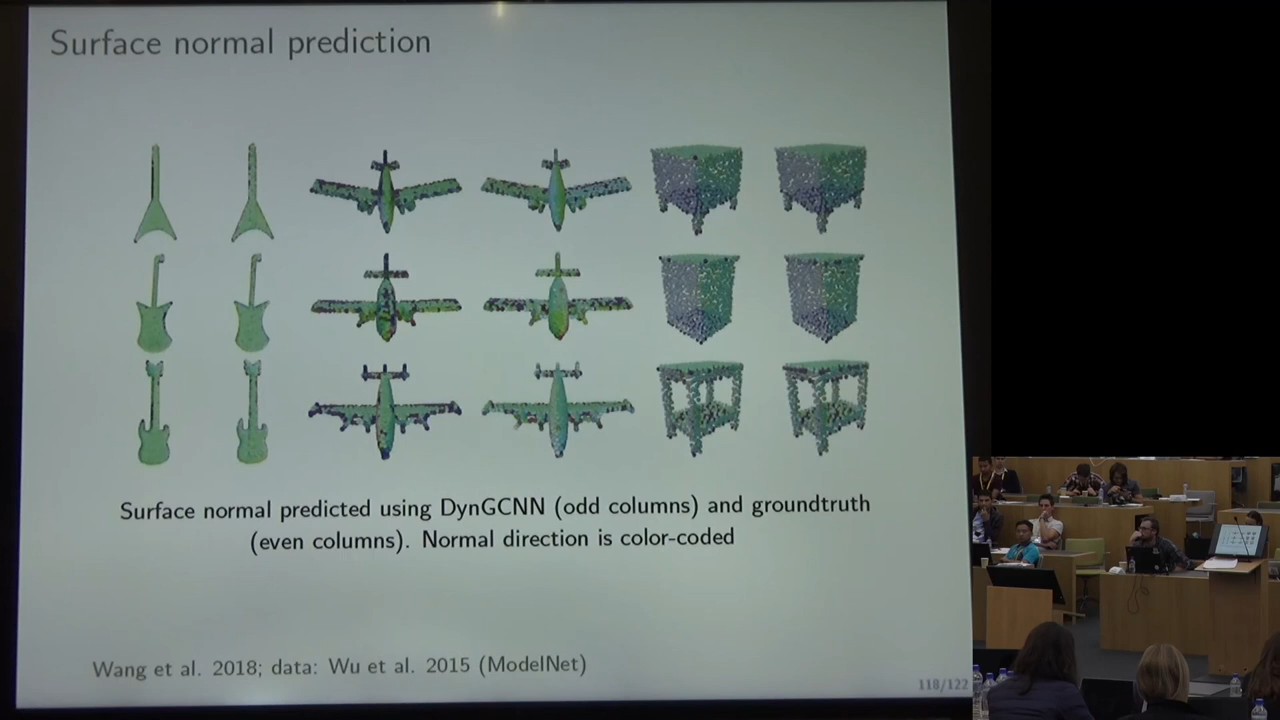 Surface normal prediction
Surface normal predicted using DynGCNN (odd columns) and groundtruth
(even columns). Normal direction is color-coded
Wang et al. 2018; data: Wu et al. 2015 (ModelNet)
118/122